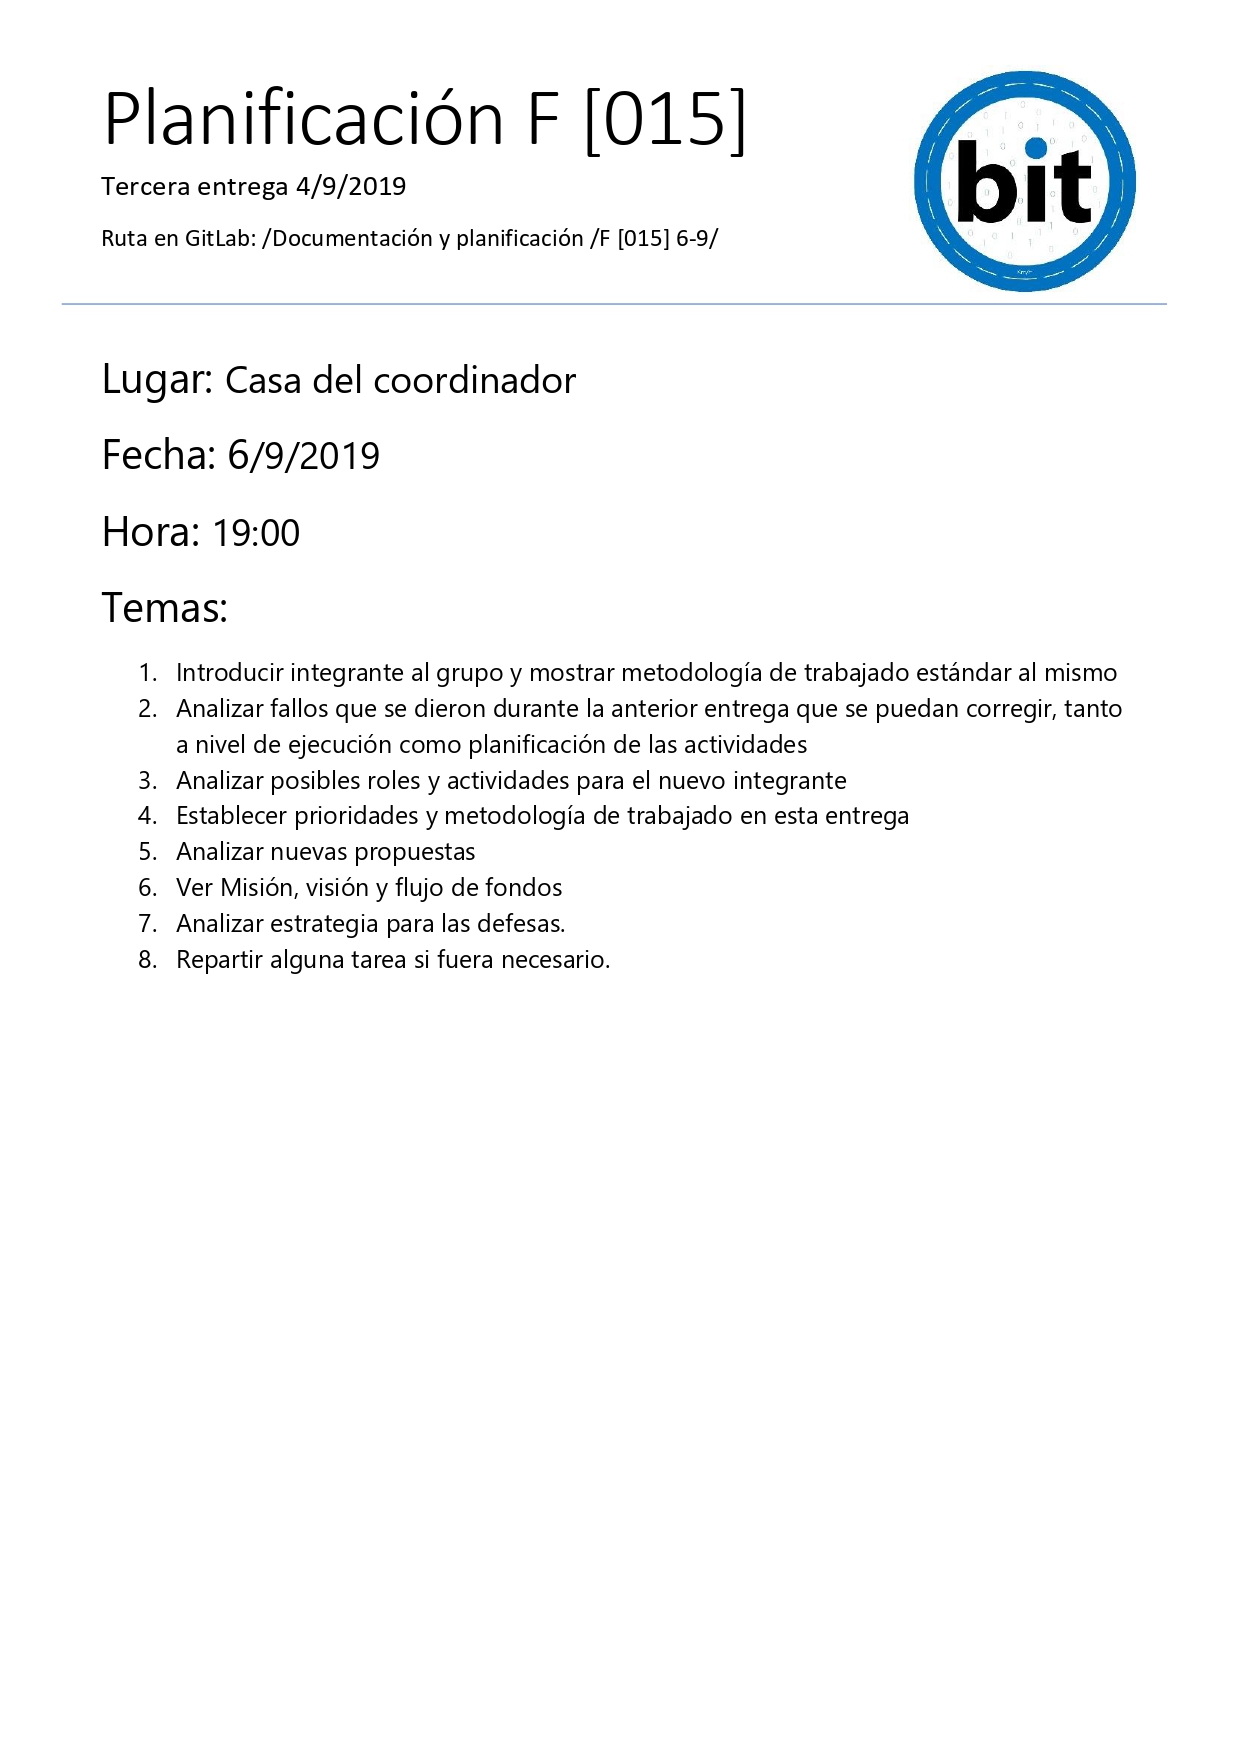 Planificación F [015]
Tercera entrega 4/9/2019
Ruta en GitLab: /Documentación y planificación /F [015] 6-9/
bit
Lugar: Casa del coordinador
Fecha: 6/9/2019
Hora: 19:00
Temas:
1. Introducir integrante al grupo y mostrar metodología de trabajado estándar al mismo
2. Analizar fallos que se dieron durante la anterior entrega que se puedan corregir, tanto
a nivel de ejecución como planificación de las actividades
3. Analizar posibles roles y actividades para el nuevo integrante
4. Establecer prioridades y metodología de trabajado en esta entrega
5. Analizar nuevas propuestas
6. Ver Misión, visión y flujo de fondos
7. Analizar estrategia para las defesas.
8. Repartir alguna tarea si fuera necesario.